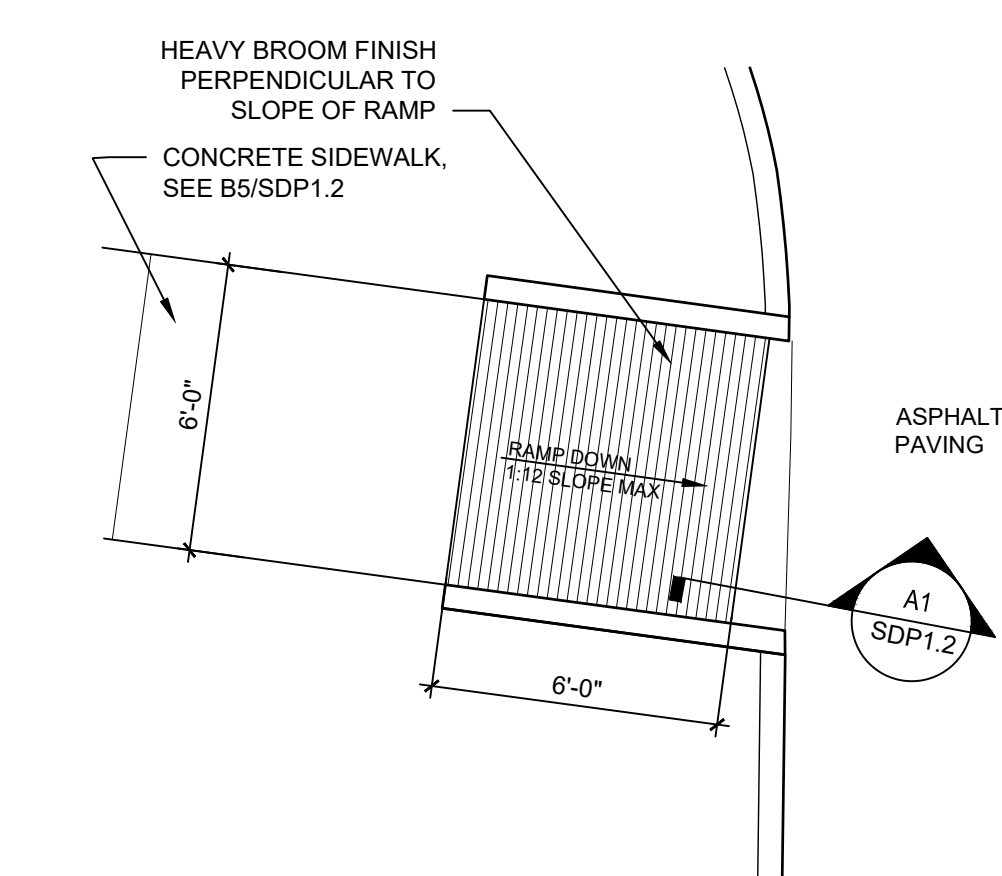 HEAVY BROOM FINISH
PERPENDICULAR TO
SLOPE OF RAMP
CONCRETE SIDEWALK,
SEE B5/SDP1.2
6'-0"
RAMP DOWN
1:12 SLOPE MAX
ASPHALT
PAVING
A1
SDP1.2
6'-0"